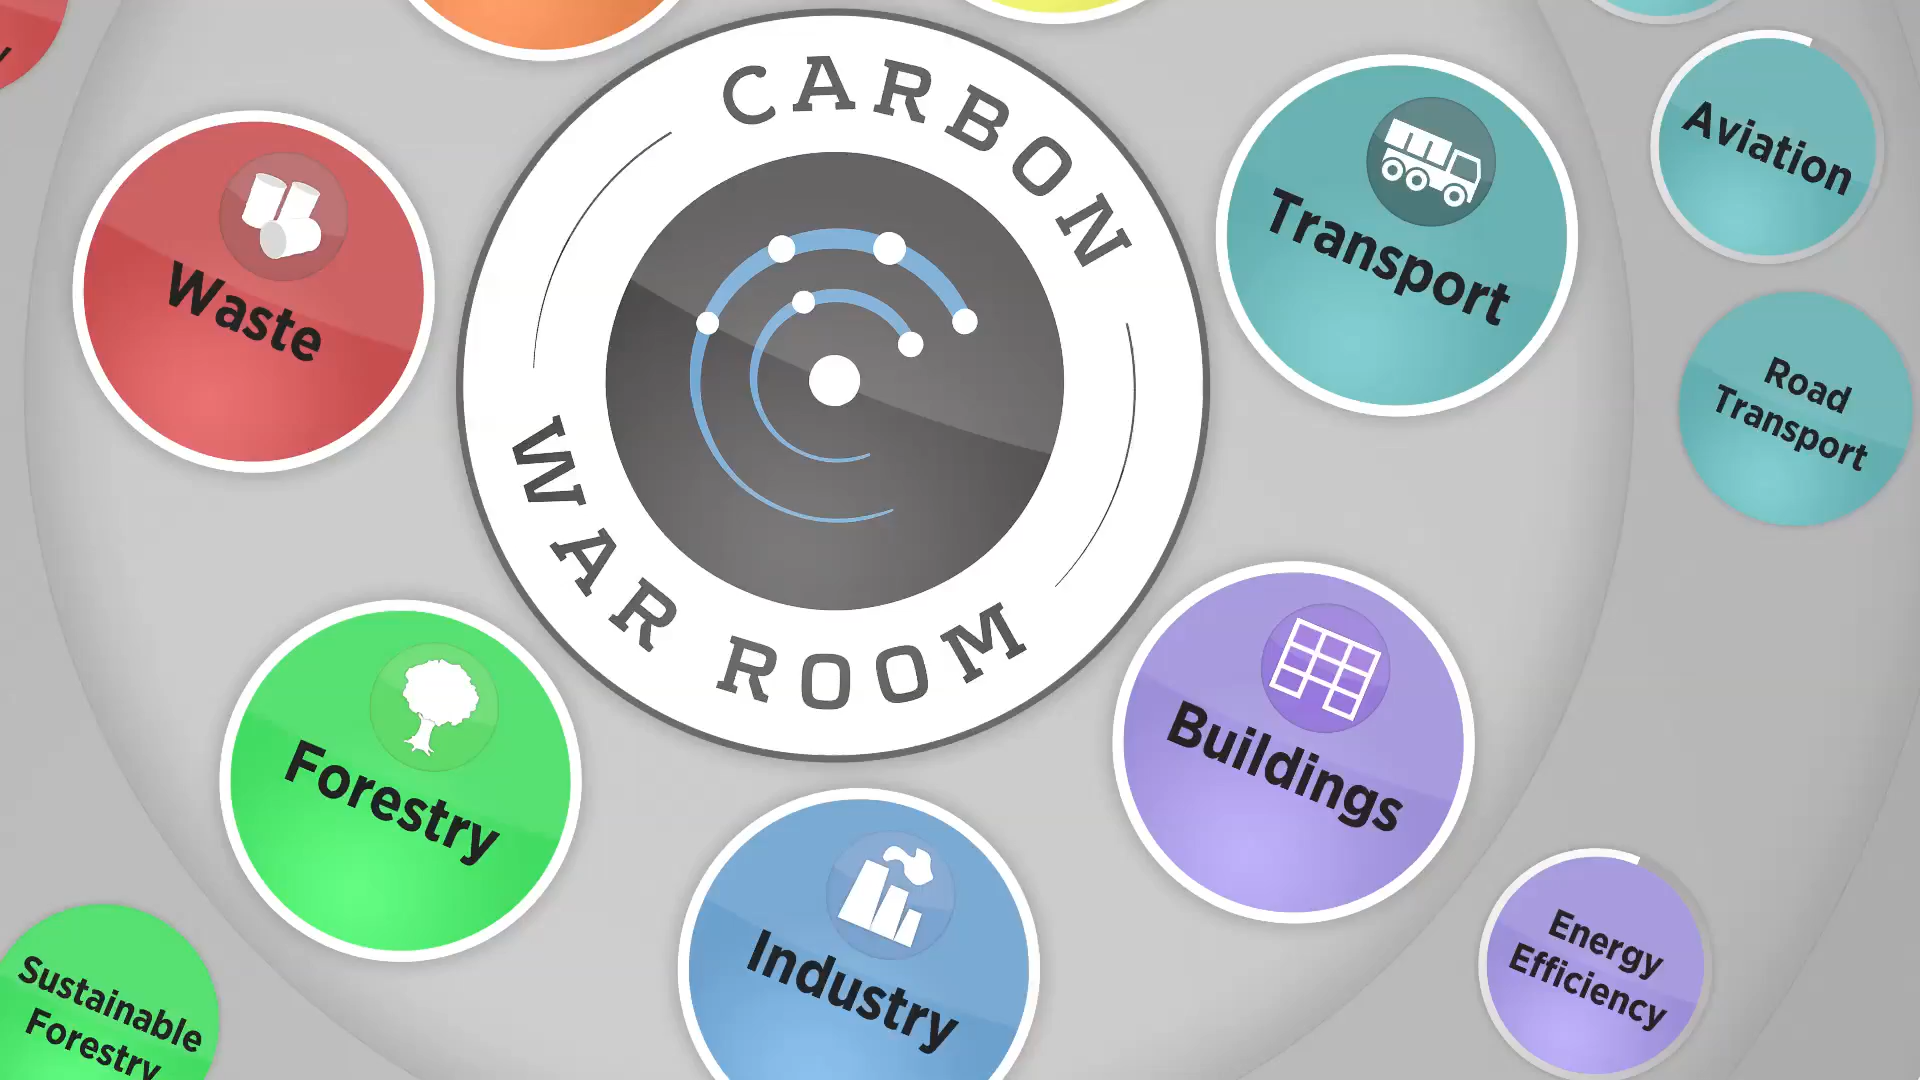 CARBON
WAR ROOM
Waste
Transport
Aviation
Road
Transport
Forestry
Buildings
Industry
Energy
Efficiency
Sustainable
Forestry